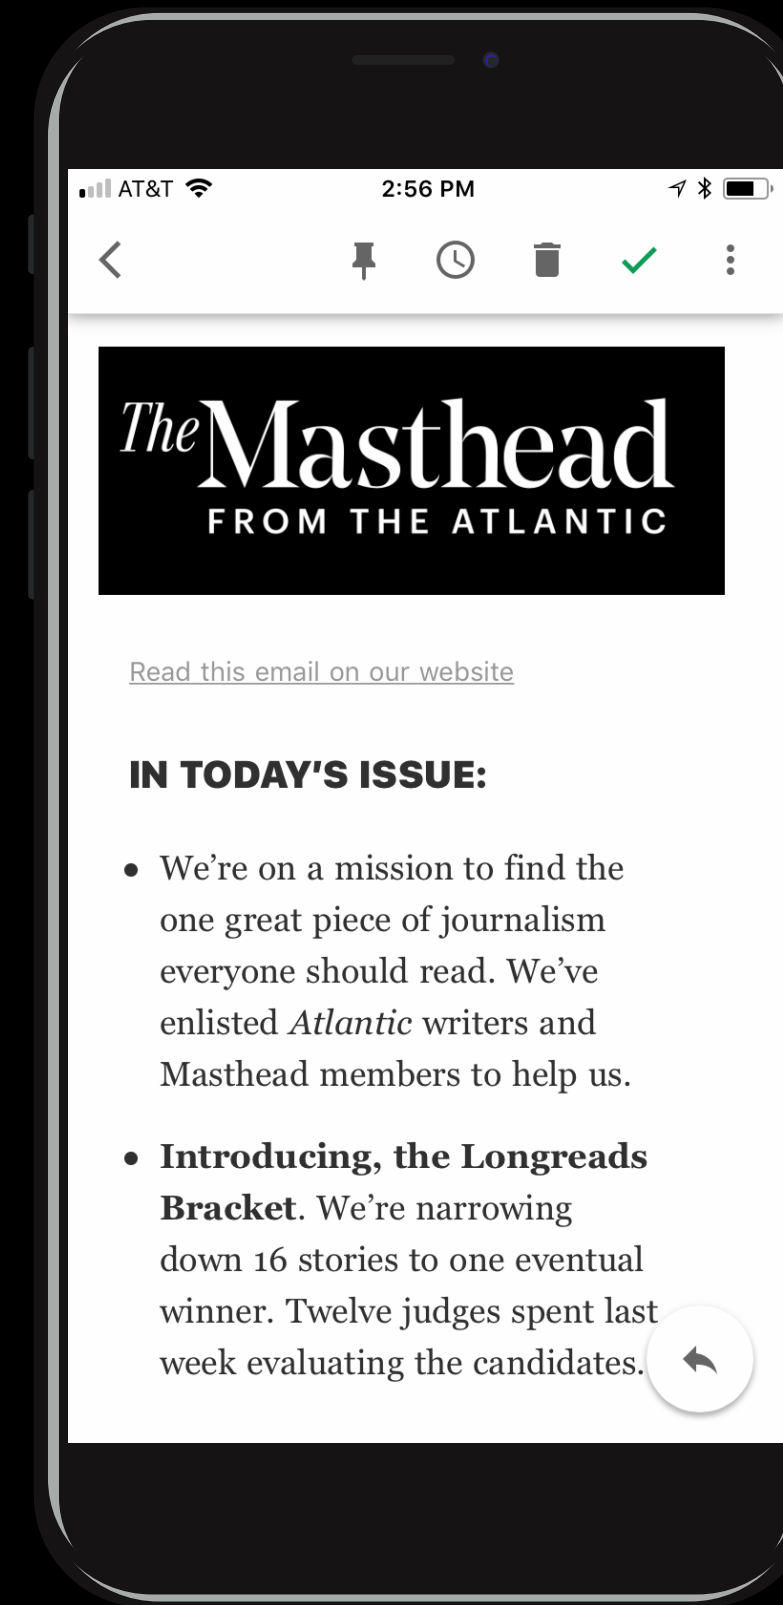 AT&T 2:56 PM
The Masthead
FROM THE ATLANTIC
Read this email on our website
IN TODAY'S ISSUE:
• We’re on a mission to find the
one great piece of journalism
everyone should read. We’ve
enlisted Atlantic writers and
Masthead members to help us.
• Introducing, the Longreads
Bracket. We’re narrowing
down 16 stories to one eventual
winner. Twelve judges spent last
week evaluating the candidates.